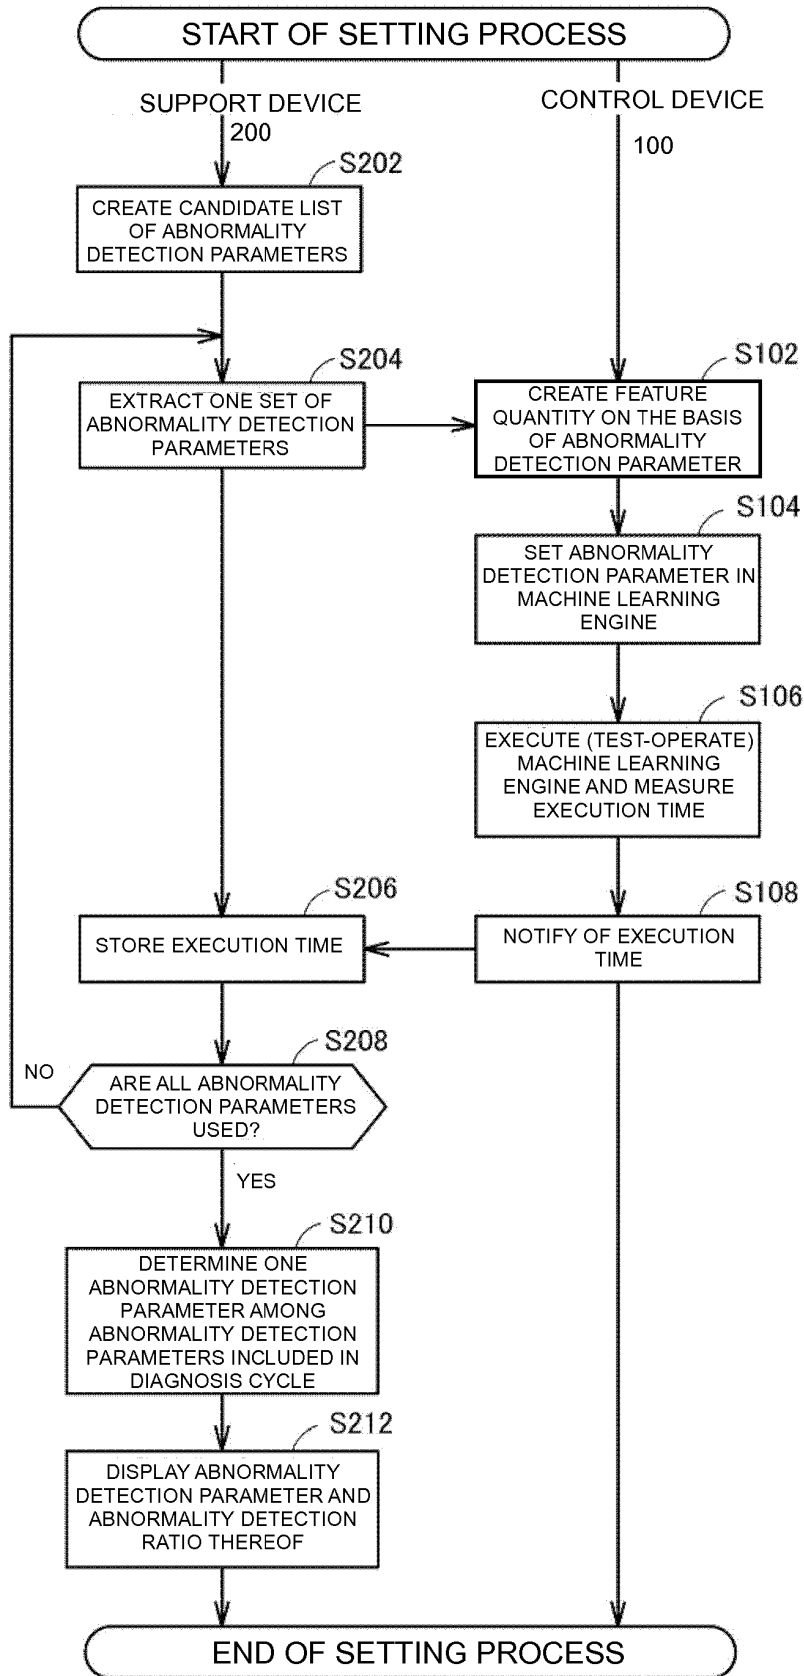 START OF SETTING PROCESS
SUPPORT DEVICE
200
CONTROL DEVICE
100
S202
CREATE CANDIDATE LIST
OF ABNORMALITY
DETECTION PARAMETERS
S204
EXTRACT ONE SET OF
ABNORMALITY DETECTION
PARAMETERS
S102
CREATE FEATURE
QUANTITY ON THE BASIS
OF ABNORMALITY
DETECTION PARAMETER
S104
SET ABNORMALITY
DETECTION PARAMETER IN
MACHINE LEARNING
ENGINE
S106
EXECUTE (TEST-OPERATE)
MACHINE LEARNING
ENGINE AND MEASURE
EXECUTION TIME
S206
STORE EXECUTION TIME
S108
NOTIFY OF EXECUTION
TIME
S208
NO
ARE ALL ABNORMALITY
DETECTION PARAMETERS
USED?
YES
S210
DETERMINE ONE
ABNORMALITY DETECTION
PARAMETER AMONG
ABNORMALITY DETECTION
PARAMETERS INCLUDED IN
DIAGNOSIS CYCLE
S212
DISPLAY ABNORMALITY
DETECTION PARAMETER AND
ABNORMALITY DETECTION
RATIO THEREOF
END OF SETTING PROCESS